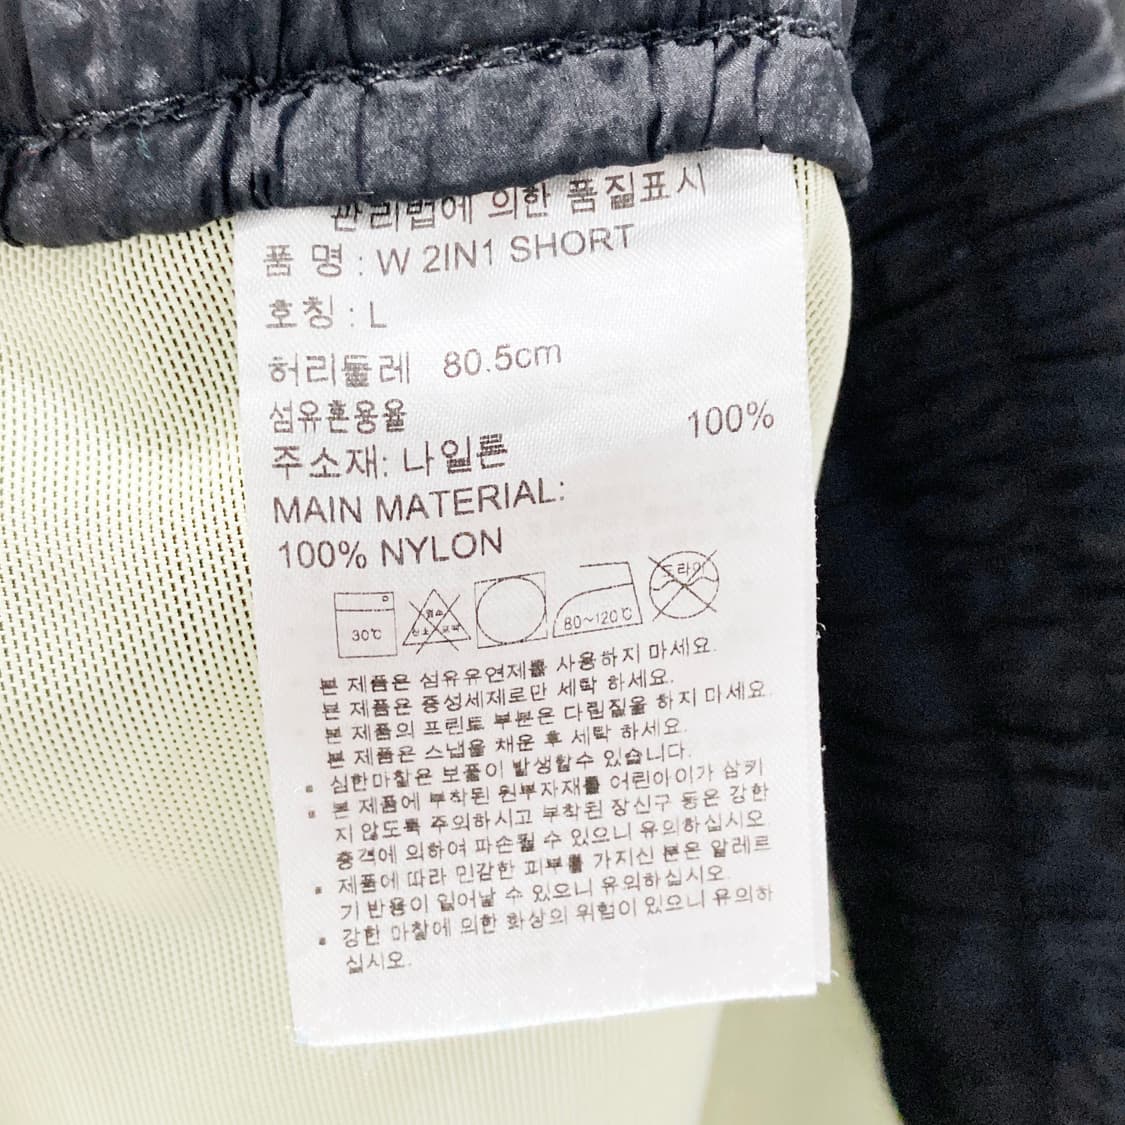 관리법에 의한 품질표시
품 명 : W 2IN1 SHORT
호칭 : L
허리둘레 80.5cm
섬유혼용율
주소재: 나일론 100%
MAIN MATERIAL:
100% NYLON
30℃ 염소 산소 표백 80~120℃ 드라이
본 제품은 섬유유연제를 사용하지 마세요.
본 제품은 중성세제로만 세탁 하세요.
본 제품의 프린트 부분은 다림질을 하지 마세요.
본 제품은 스냅을 채운 후 세탁 하세요.
▪ 심한마찰은 보풀이 발생할수 있습니다.
▪ 본 제품에 부착된 원부자재를 어린아이가 삼키
지 않도록 주의하시고 부착된 장신구 등은 강한
충격에 의하여 파손될 수 있으니 유의하십시오
▪ 제품에 따라 민감한 피부를 가지신 분은 알레르
기 반응이 일어날 수 있으니 유의하십시오.
▪ 강한 마찰에 의한 화상의 위험이 있으니 유의하
십시오.